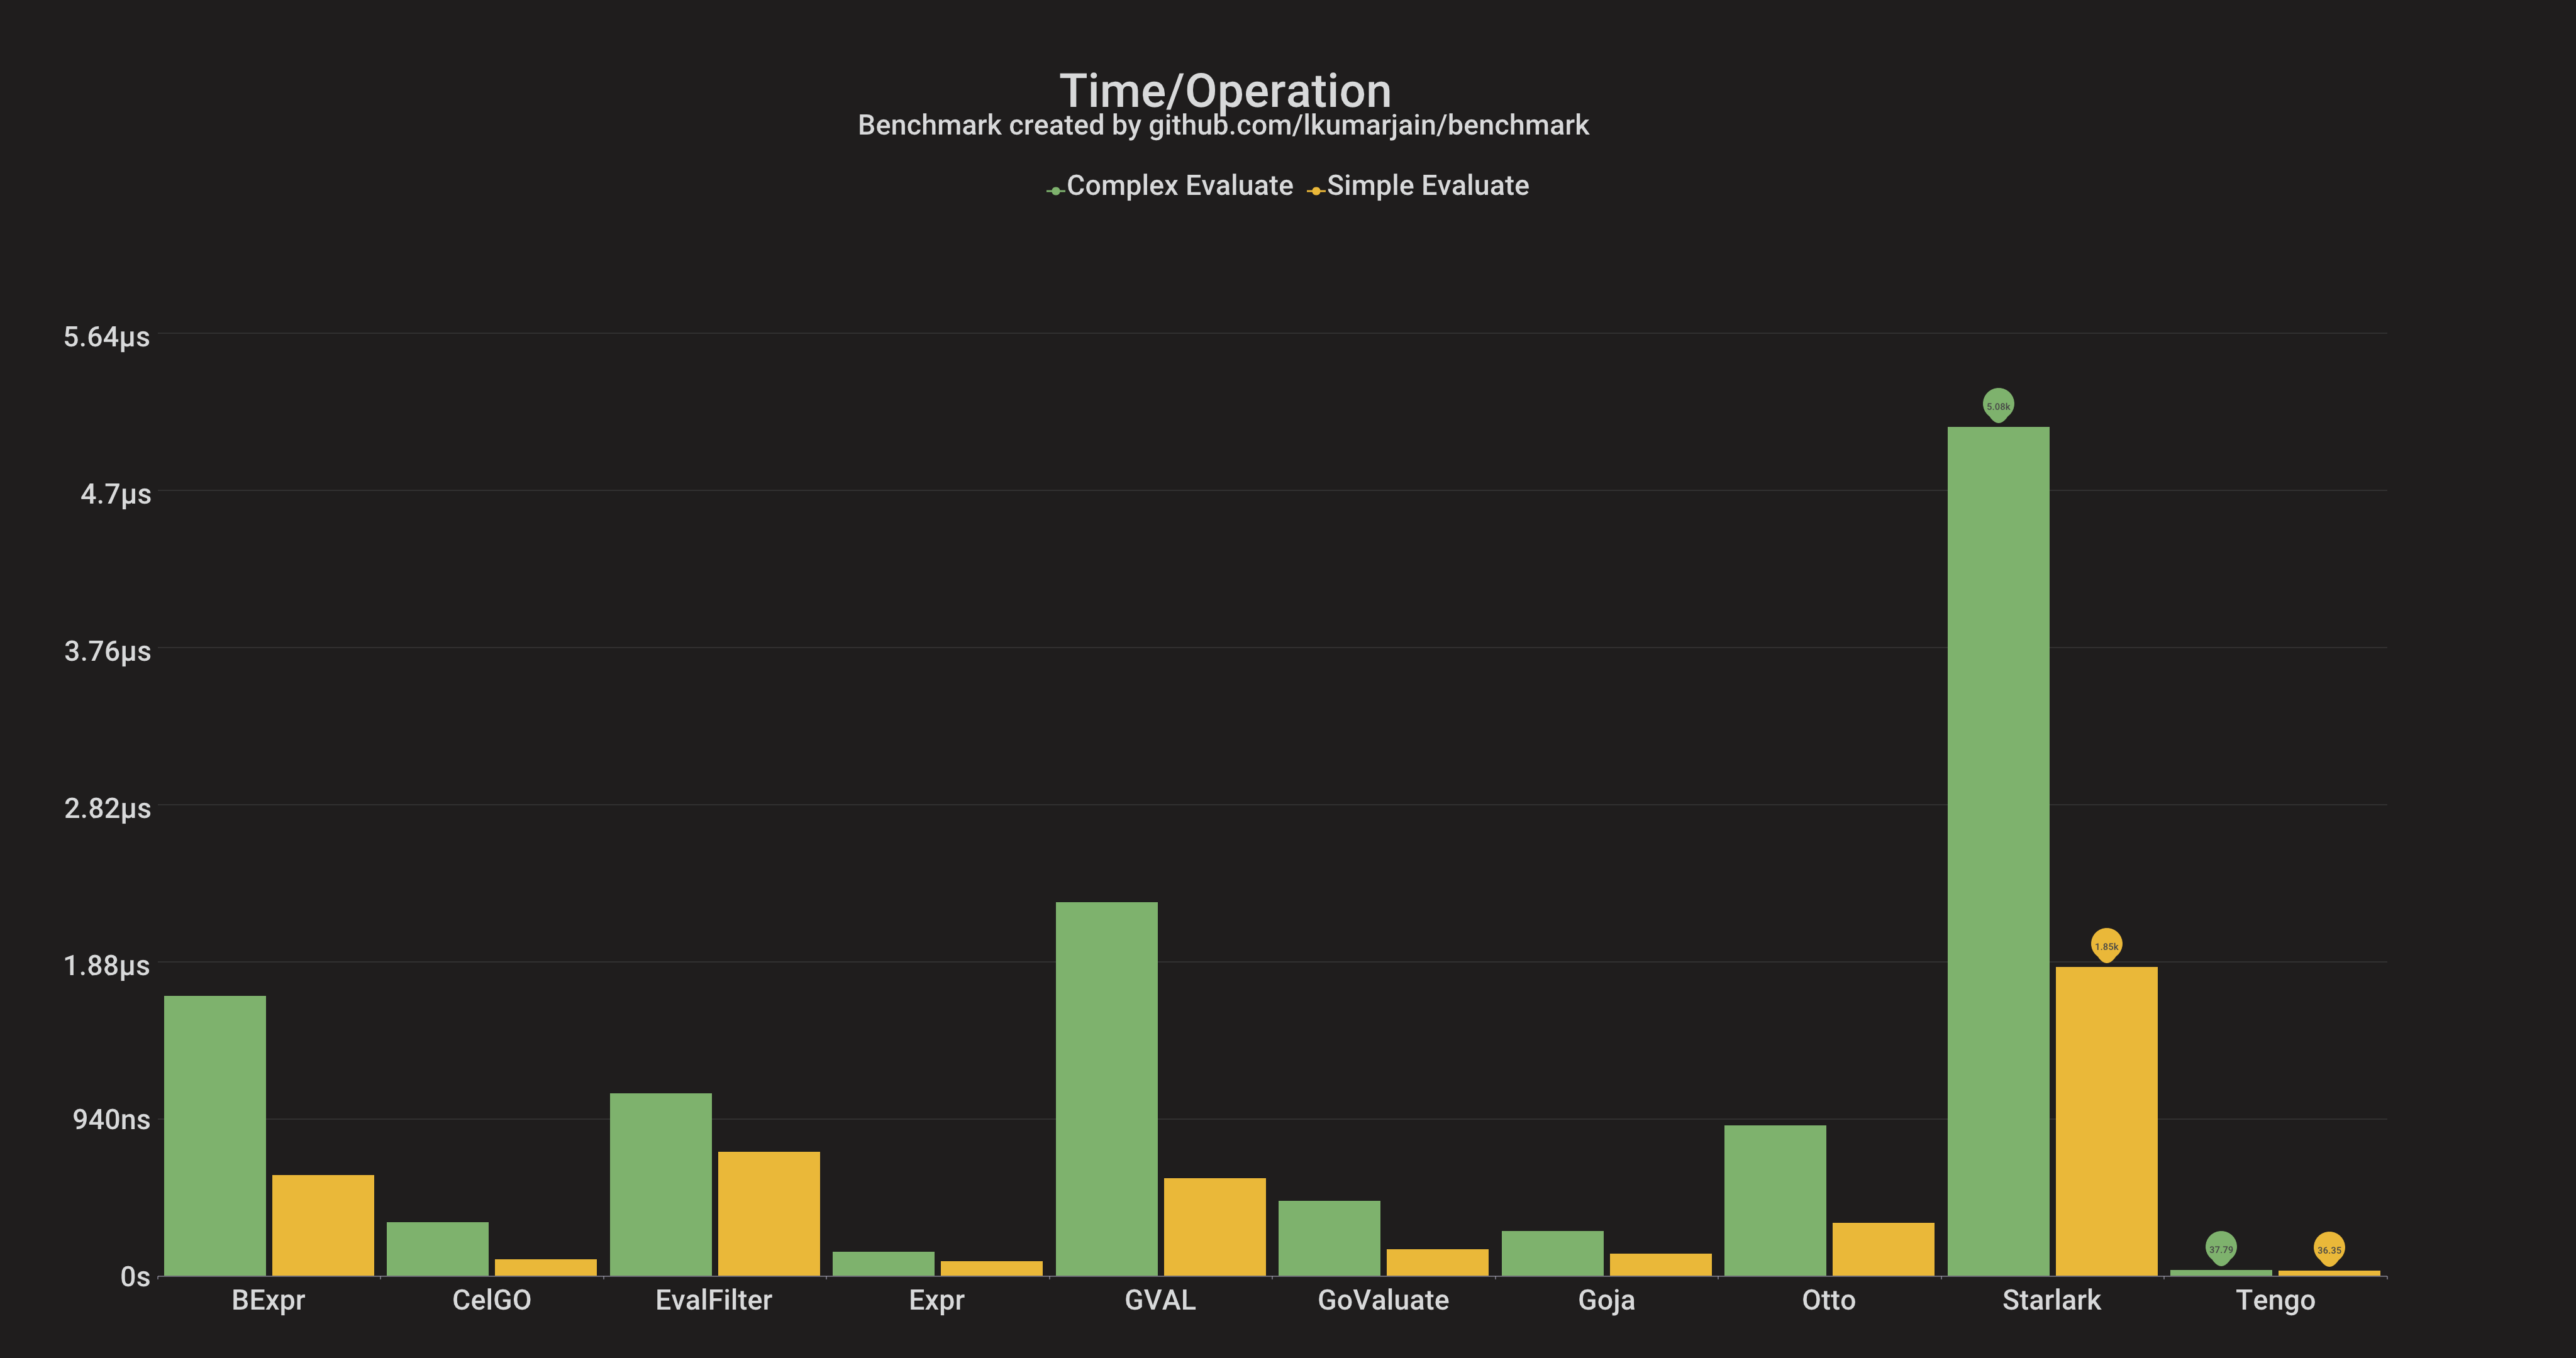 Time/Operation
Benchmark created by github.com/lkumarjain/benchmark
Complex Evaluate Simple Evaluate
5.64µs
5.08k
4.7µs
3.76µs
2.82µs
1.85k
1.88µs
940ns
37.79 36.35
0s
BExpr CelGO EvalFilter Expr GVAL GoValuate Goja Otto Starlark Tengo